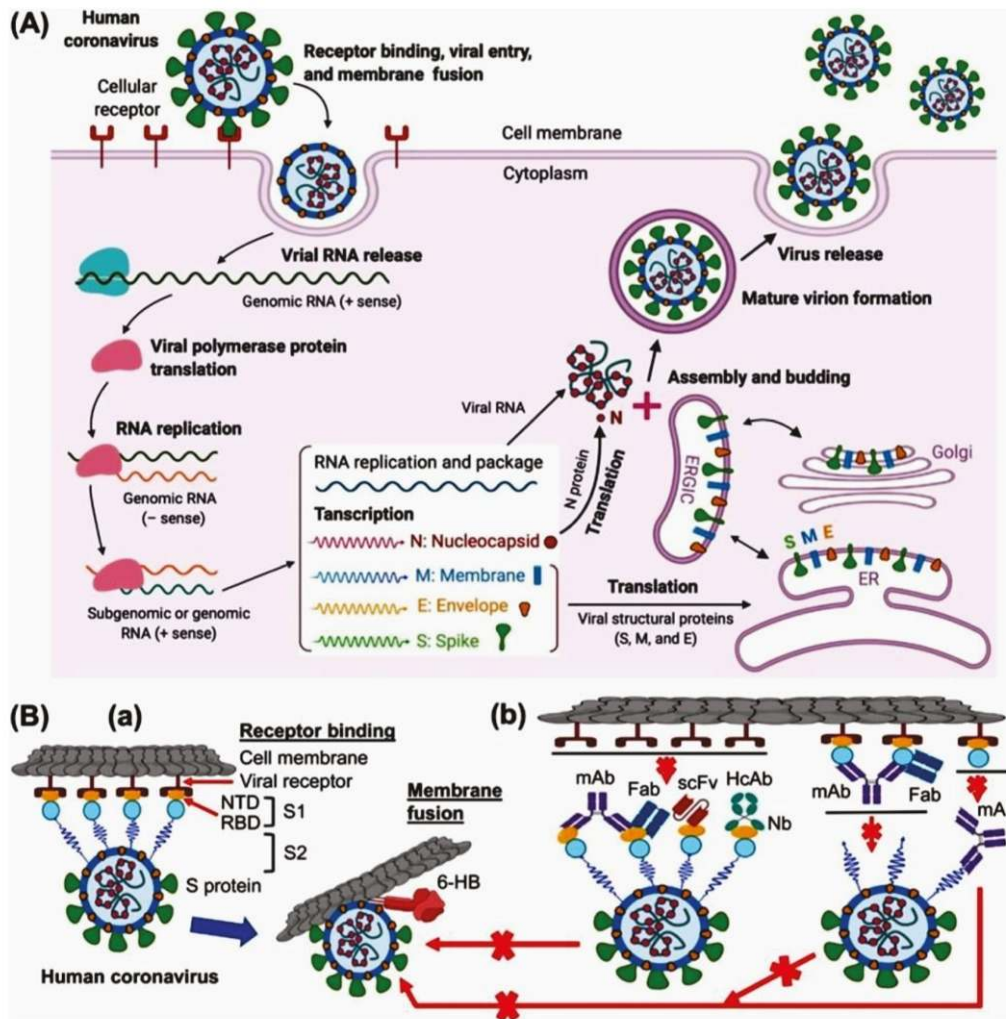 (A)
Human
coronavirus
Receptor binding, viral entry,
and membrane fusion
Cellular
receptor
Cell membrane
Cytoplasm
Vrial RNA release
Genomic RNA (+ sense)
Virus release
Mature virion formation
Viral polymerase protein
translation
Viral RNA
N
Assembly and budding
RNA replication
Genomic RNA
(− sense)
RNA replication and package
N protein
Translation
ERGIC
Golgi
Tanscription
N: Nucleocapsid
M: Membrane
E: Envelope
S: Spike
S M E
ER
Subgenomic or genomic
RNA (+ sense)
Translation
Viral structural proteins
(S, M, and E)
(B)
(a)
Receptor binding
Cell membrane
Viral receptor
NTD
RBD
S1
S2
S protein
Human coronavirus
Membrane
fusion
6-HB
(b)
mAb
Fab
scFv
HcAb
Nb
mAb
Fab
mA